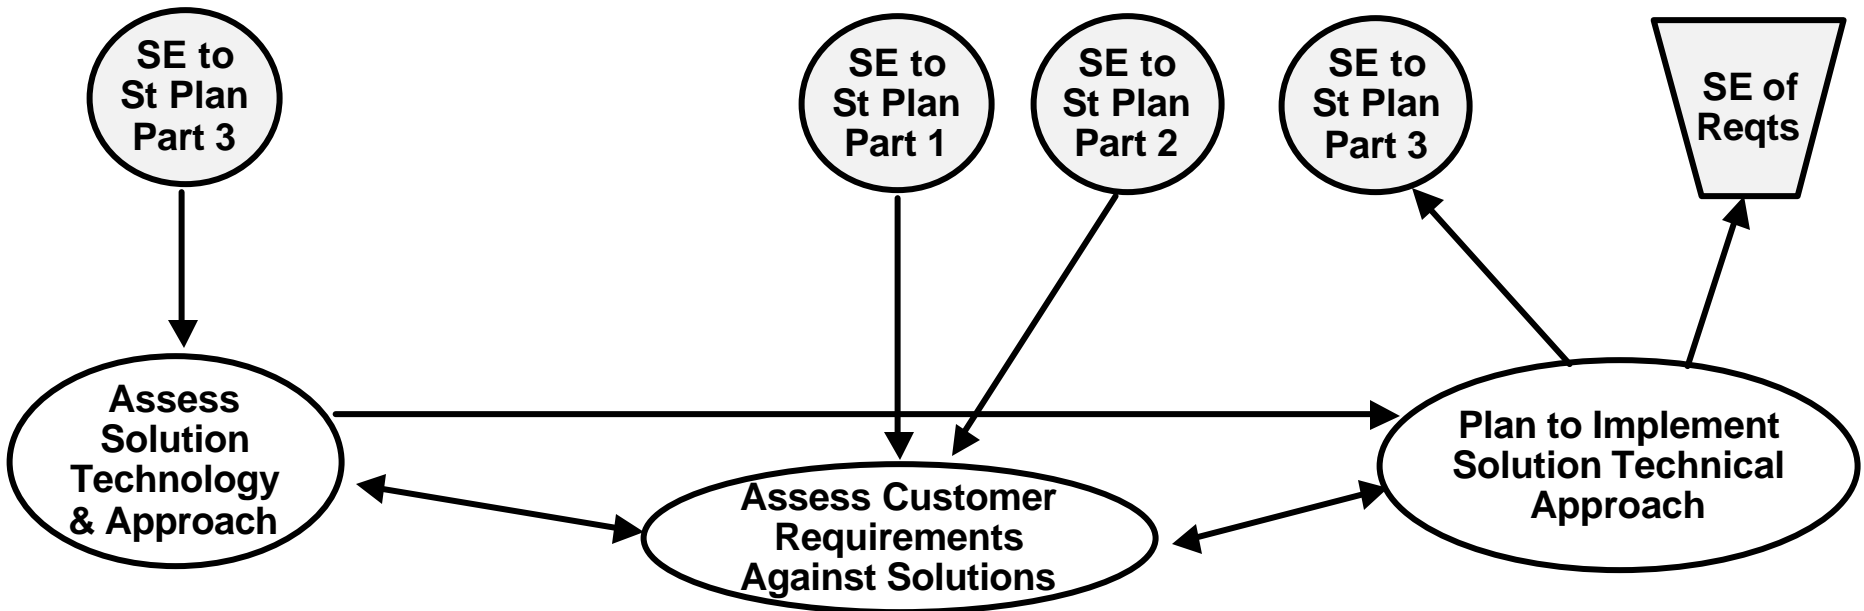 SE to
St Plan
Part 3
SE to
St Plan
Part 1
SE to
St Plan
Part 2
SE to
St Plan
Part 3
SE of
Reqts
Assess
Solution
Technology
& Approach
Assess Customer
Requirements
Against Solutions
Plan to Implement
Solution Technical
Approach